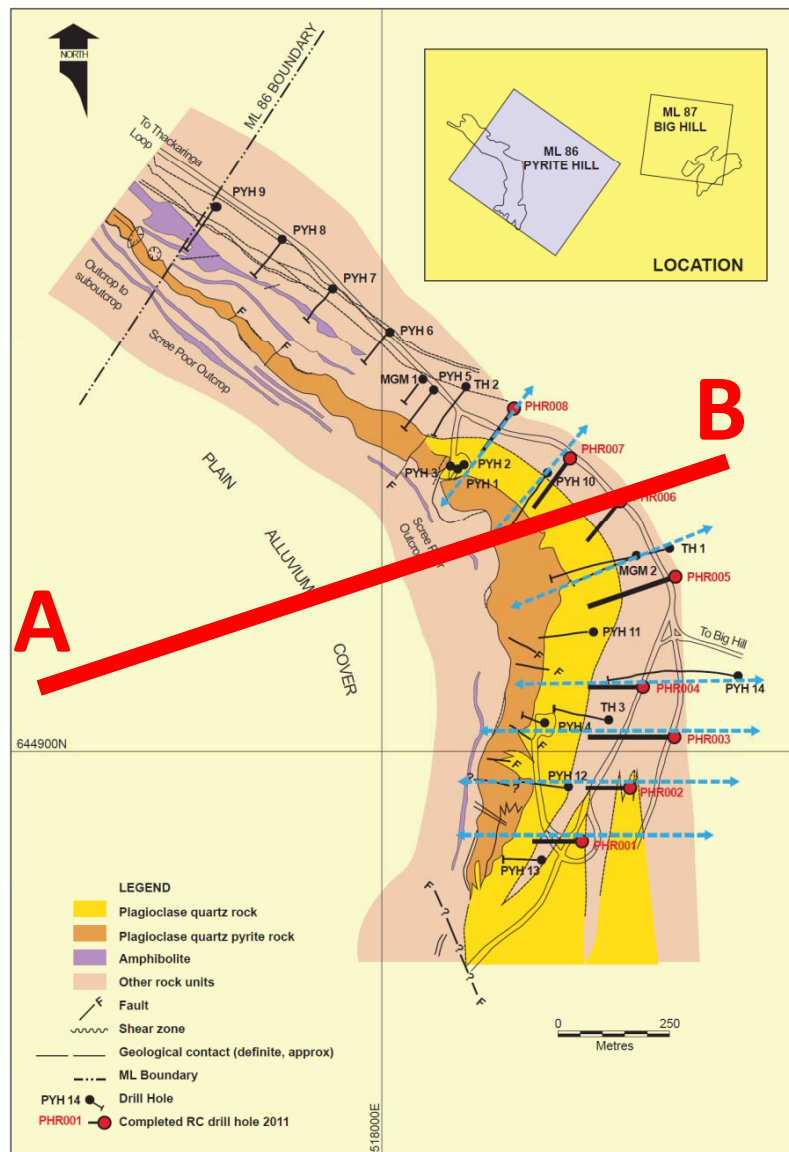 NORTH
ML 86 BOUNDARY
To Thackaringa
Loop
ML 86
PYRITE HILL
ML 87
BIG HILL
LOCATION
PYH 9
PYH 8
PYH 7
PYH 6
Outcrop to
suboutcrop
Scree Poor Outcrop
F
F
MGM 1
PYH 5
TH 2
PHR008
B
PHR007
PYH 3
PYH 2
PYH 1
PYH 10
F
PHR006
PLAIN
ALLUVIUM
COVER
TH 1
MGM 2
PHR005
A
PYH 11
To Big Hill
F
F
PYH 14
PHR004
TH 3
PYH 4
PHR003
644900N
F
F
?
?
?
PYH 12
PHR002
PHR001
PYH 13
F
?
?
?
F
LEGEND
Plagioclase quartz rock
Plagioclase quartz pyrite rock
Amphibolite
Other rock units
F
Fault
Shear zone
Geological contact (definite, approx)
ML Boundary
PYH 14
Drill Hole
PHR001
Completed RC drill hole 2011
0
250
Metres
518000E